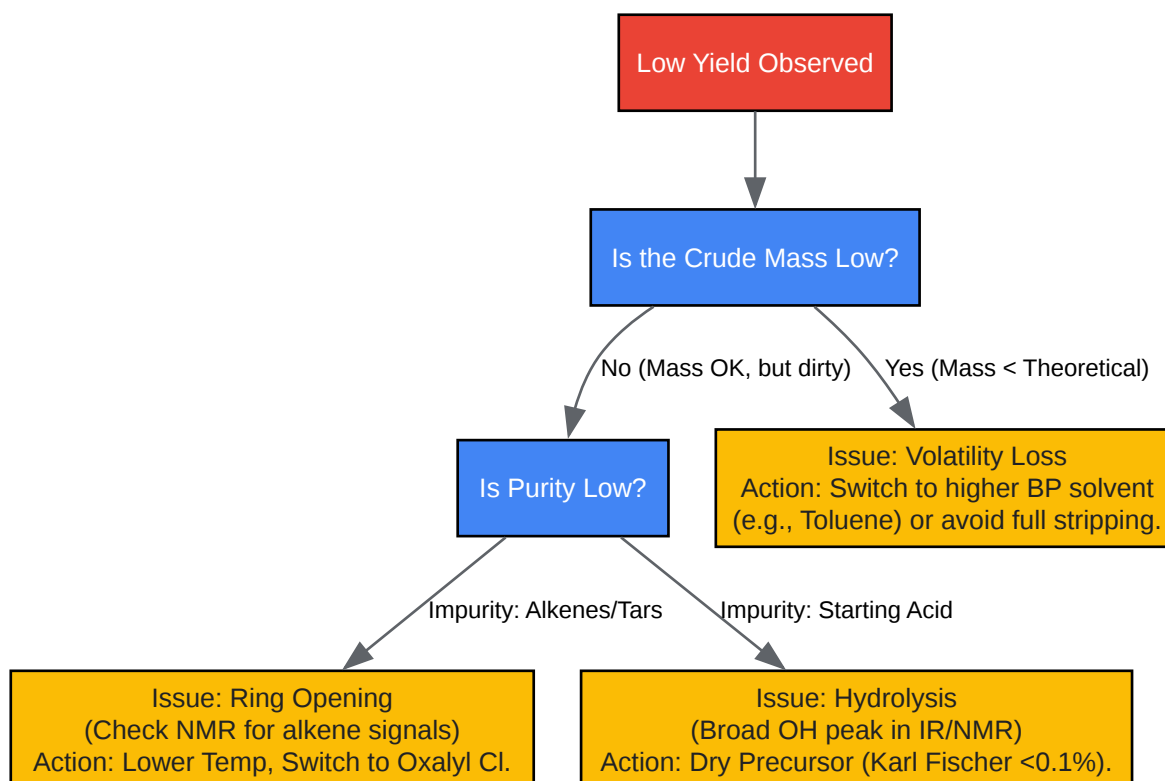 Low Yield Observed
Is the Crude Mass Low?
No (Mass OK, but dirty)
Yes (Mass < Theoretical)
Is Purity Low?
Issue: Volatility Loss
Action: Switch to higher BP solvent
(e.g., Toluene) or avoid full stripping.
Impurity: Alkenes/Tars
Impurity: Starting Acid
Issue: Ring Opening
(Check NMR for alkene signals)
Action: Lower Temp, Switch to Oxalyl Cl.
Issue: Hydrolysis
(Broad OH peak in IR/NMR)
Action: Dry Precursor (Karl Fischer <0.1%).